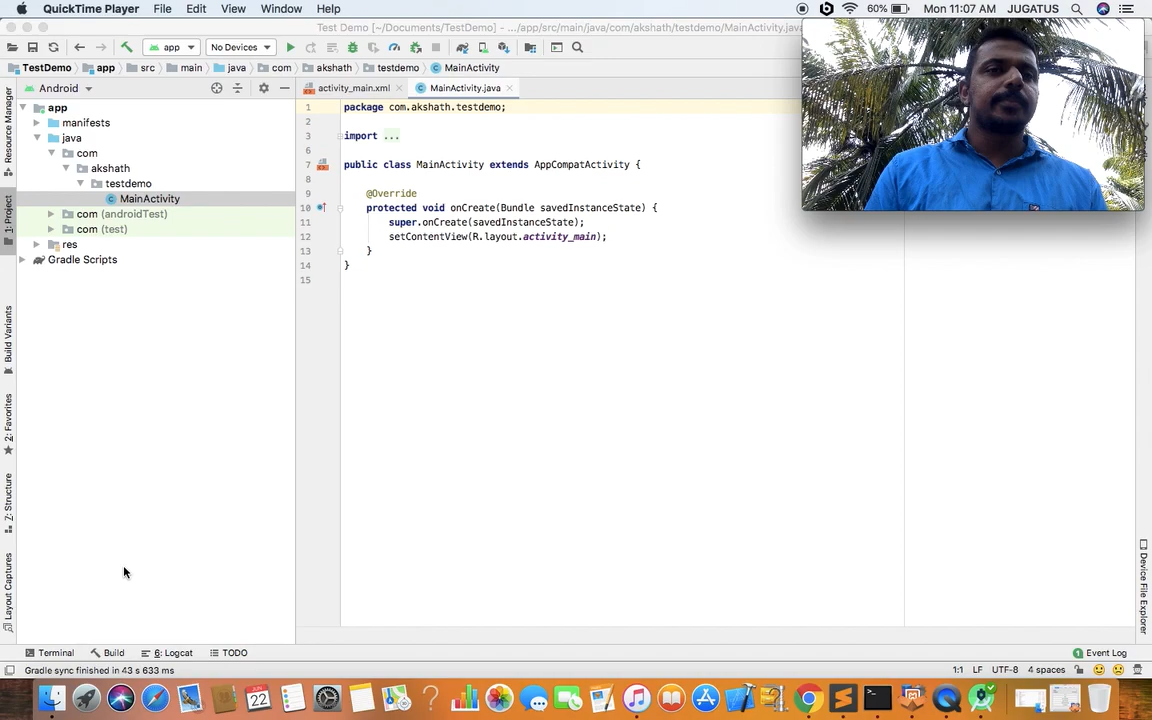 QuickTime Player File Edit View Window Help 60% Mon 11:07 AM JUGATUS
Test Demo [~/Documents/TestDemo] - .../app/src/main/java/com/akshath/testdemo/MainActivity.java
app No Devices
TestDemo app src main java com akshath testdemo MainActivity
Android activity_main.xml MainActivity.java
app
manifests
java
com
akshath
testdemo
MainActivity
com (androidTest)
com (test)
res
Gradle Scripts
1 package com.akshath.testdemo;
2
3 import ...
6
7 public class MainActivity extends AppCompatActivity {
8
9 @Override
10 protected void onCreate(Bundle savedInstanceState) {
11 super.onCreate(savedInstanceState);
12 setContentView(R.layout.activity_main);
13 }
14 }
15
Resource Manager
1: Project
Build Variants
2: Favorites
Z: Structure
Layout Captures
Device File Explorer
Terminal Build 6: Logcat TODO 1 Event Log
Gradle sync finished in 43 s 633 ms 1:1 LF UTF-8 4 spaces
JUN
22